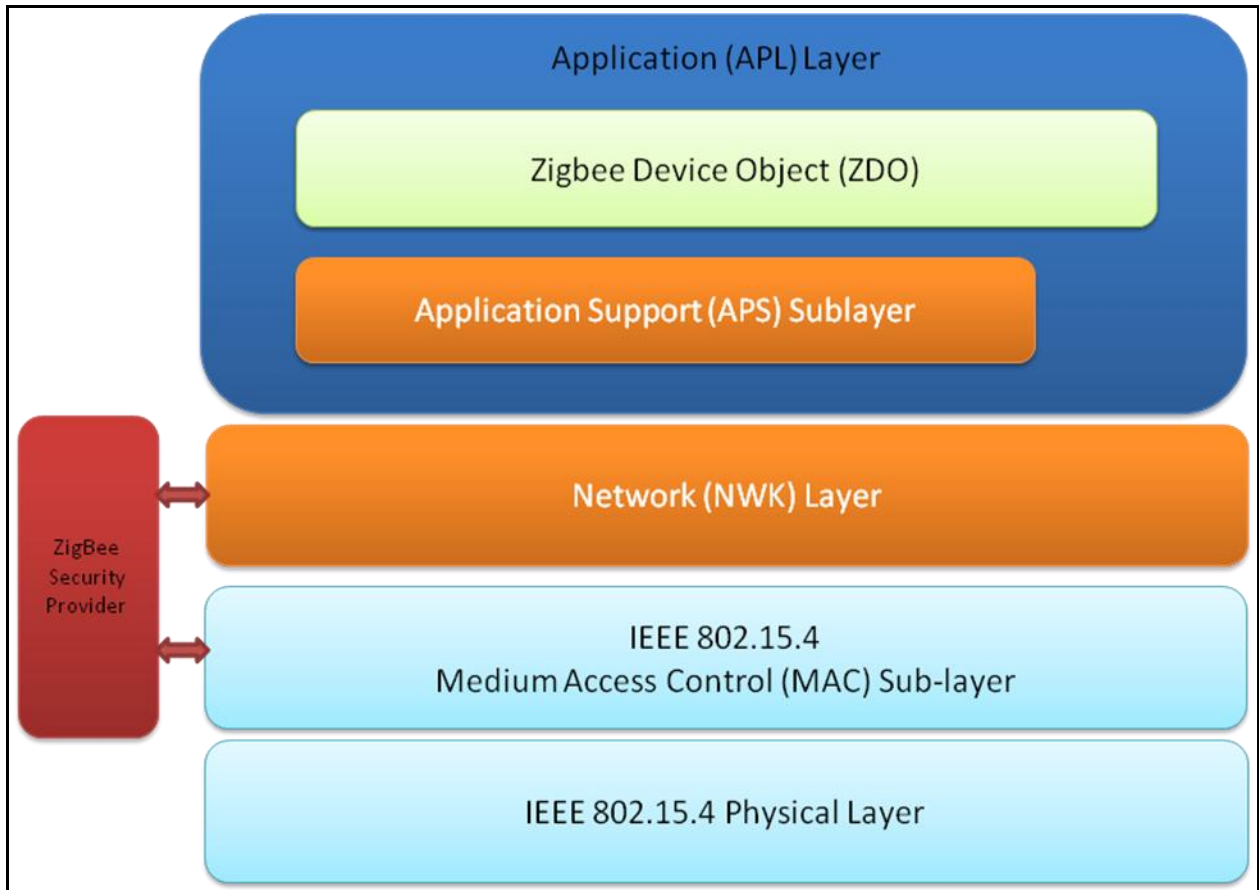 Application (APL) Layer
Zigbee Device Object (ZDO)
Application Support (APS) Sublayer
Network (NWK) Layer
ZigBee
Security
Provider
IEEE 802.15.4
Medium Access Control (MAC) Sub-layer
IEEE 802.15.4 Physical Layer